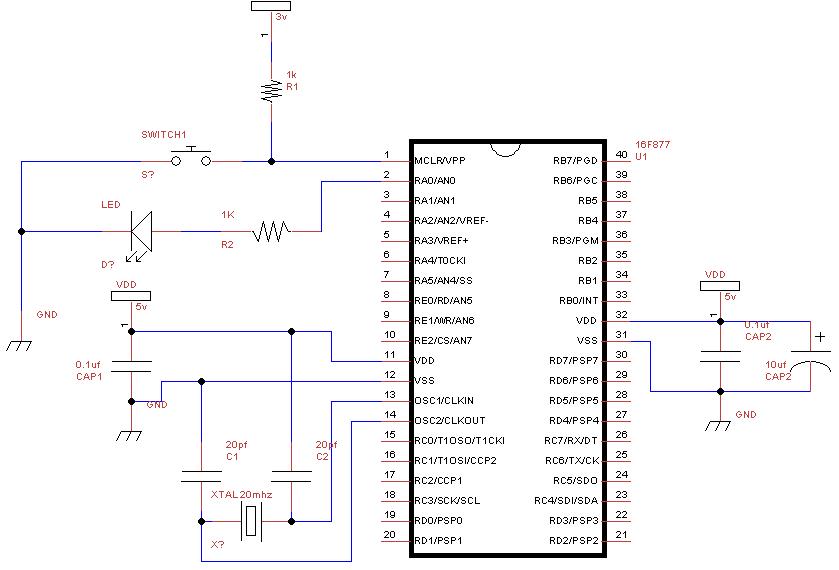 3v
1
1k
R1
SWITCH1
S?
LED
D?
1K
R2
GND
VDD
5v
1
0.1uf
CAP1
GND
20pf
C1
20pf
C2
XTAL20mhz
X?
16F877
U1
1 MCLR/VPP RB7/PGD 40
2 RA0/AN0 RB6/PGC 39
3 RA1/AN1 RB5 38
4 RA2/AN2/VREF- RB4 37
5 RA3/VREF+ RB3/PGM 36
6 RA4/T0CKI RB2 35
7 RA5/AN4/SS RB1 34
8 RE0/RD/AN5 RB0/INT 33
9 RE1/WR/AN6 VDD 32
10 RE2/CS/AN7 VSS 31
11 VDD RD7/PSP7 30
12 VSS RD6/PSP6 29
13 OSC1/CLKIN RD5/PSP5 28
14 OSC2/CLKOUT RD4/PSP4 27
15 RC0/T1OSO/T1CKI RC7/RX/DT 26
16 RC1/T1OSI/CCP2 RC6/TX/CK 25
17 RC2/CCP1 RC5/SDO 24
18 RC3/SCK/SCL RC4/SDI/SDA 23
19 RD0/PSP0 RD3/PSP3 22
20 RD1/PSP1 RD2/PSP2 21
VDD
5v
1
0.1uf
CAP2
+
10uf
CAP2
GND